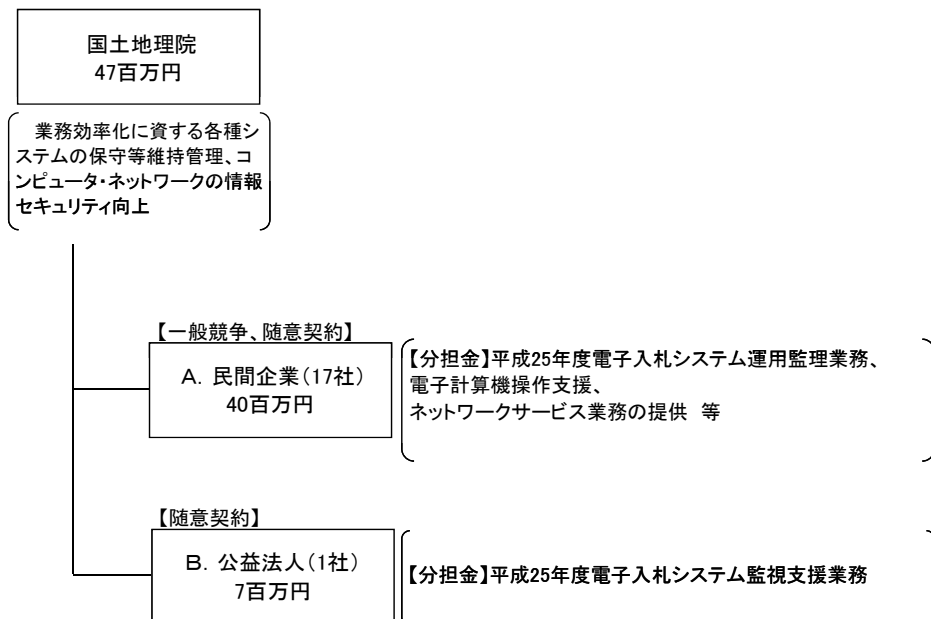 国土地理院
47百万円
業務効率化に資する各種シ
ステムの保守等維持管理、コ
ンピュータ・ネットワークの情報
セキュリティ向上
【一般競争、随意契約】
A. 民間企業(17社)
40百万円
【分担金】平成25年度電子入札システム運用監理業務、
電子計算機操作支援、
ネットワークサービス業務の提供　等
【随意契約】
B. 公益法人(1社)
7百万円
【分担金】平成25年度電子入札システム監視支援業務